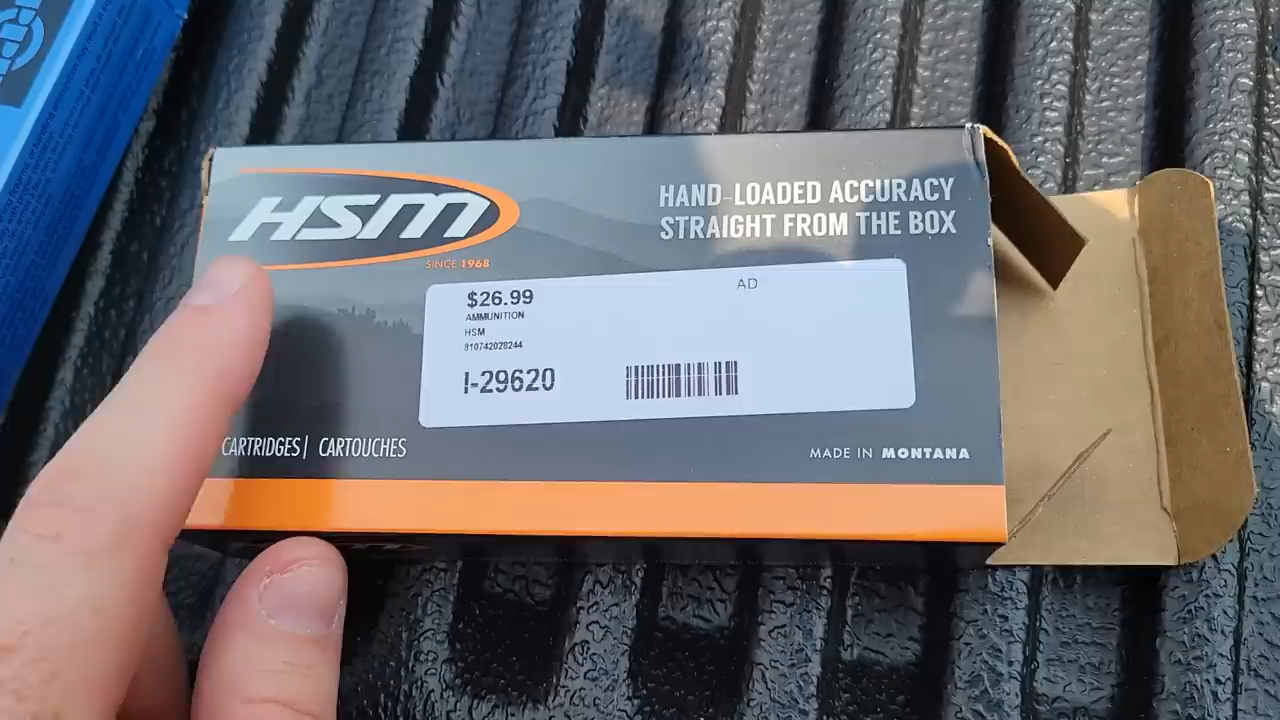 HSM
SINCE 1968
HAND-LOADED ACCURACY
STRAIGHT FROM THE BOX
$26.99
AD
AMMUNITION
HSM
810742028244
I-29620
CARTRIDGES| CARTOUCHES
MADE IN MONTANA